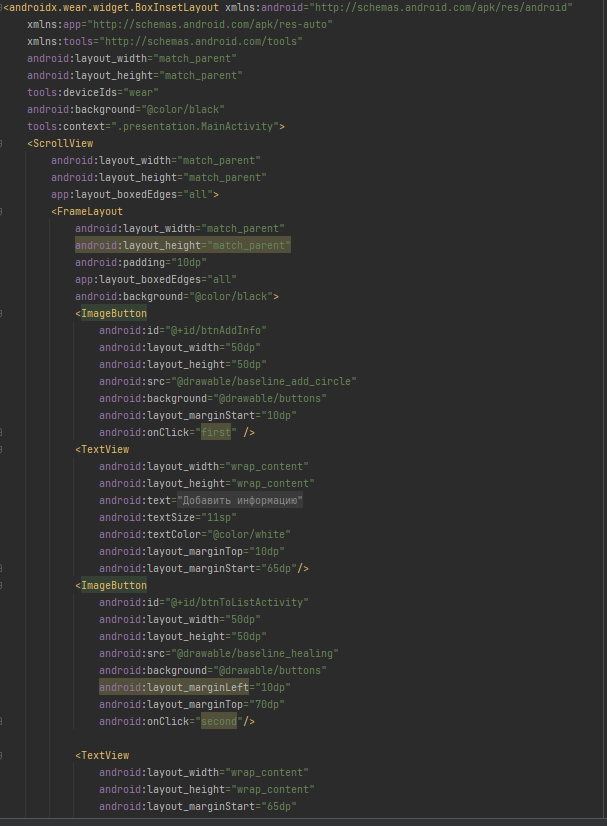 <androidx.wear.widget.BoxInsetLayout xmlns:android="http://schemas.android.com/apk/res/android"
xmlns:app="http://schemas.android.com/apk/res-auto"
xmlns:tools="http://schemas.android.com/tools"
android:layout_width="match_parent"
android:layout_height="match_parent"
tools:deviceIds="wear"
android:background="@color/black"
tools:context=".presentation.MainActivity">
<ScrollView
android:layout_width="match_parent"
android:layout_height="match_parent"
app:layout_boxedEdges="all">
<FrameLayout
android:layout_width="match_parent"
android:layout_height="match_parent"
android:padding="10dp"
app:layout_boxedEdges="all"
android:background="@color/black">
<ImageButton
android:id="@+id/btnAddInfo"
android:layout_width="50dp"
android:layout_height="50dp"
android:src="@drawable/baseline_add_circle"
android:background="@drawable/buttons"
android:layout_marginStart="10dp"
android:onClick="first" />
<TextView
android:layout_width="wrap_content"
android:layout_height="wrap_content"
android:text="Добавить информацию"
android:textSize="11sp"
android:textColor="@color/white"
android:layout_marginTop="10dp"
android:layout_marginStart="65dp"/>
<ImageButton
android:id="@+id/btnToListActivity"
android:layout_width="50dp"
android:layout_height="50dp"
android:src="@drawable/baseline_healing"
android:background="@drawable/buttons"
android:layout_marginLeft="10dp"
android:layout_marginTop="70dp"
android:onClick="second"/>
<TextView
android:layout_width="wrap_content"
android:layout_height="wrap_content"
android:layout_marginStart="65dp"